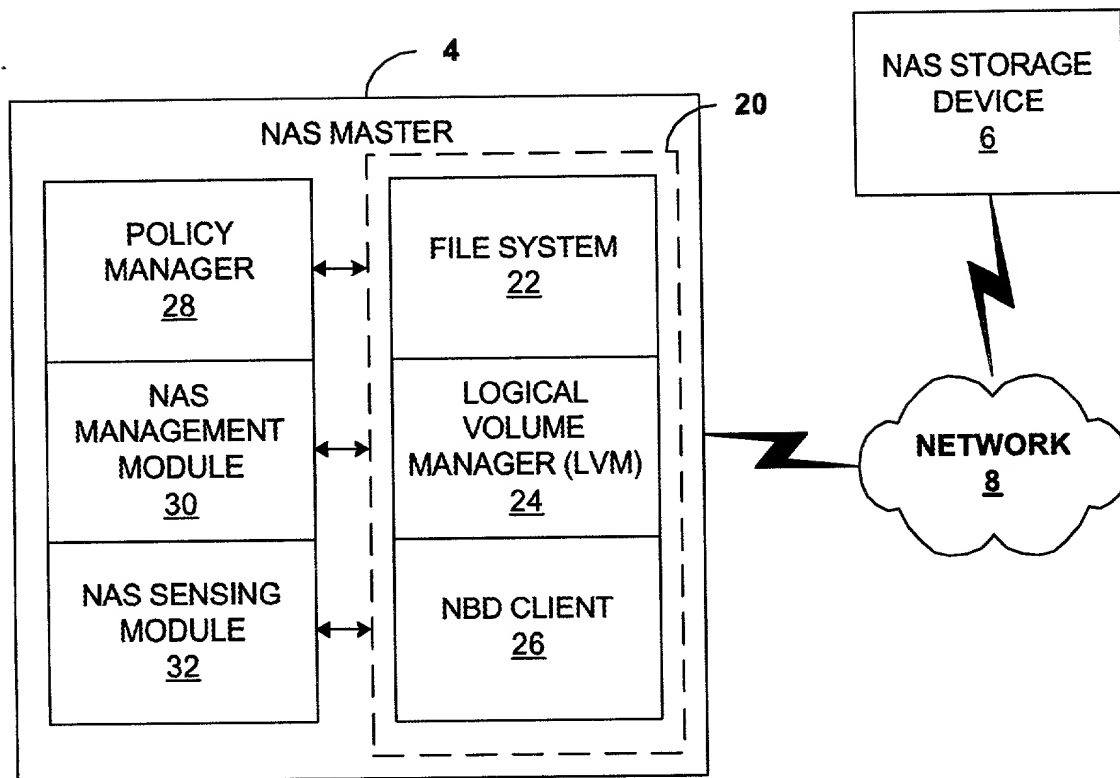 4
NAS MASTER
20
POLICY
MANAGER
28
NAS
MANAGEMENT
MODULE
30
NAS SENSING
MODULE
32
FILE SYSTEM
22
LOGICAL
VOLUME
MANAGER (LVM)
24
NBD CLIENT
26
NAS STORAGE
DEVICE
6
NETWORK
8